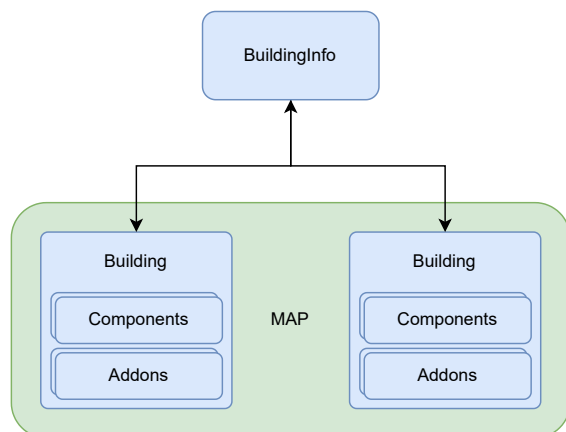 BuildingInfo
Building
Components
Addons
MAP
Building
Components
Addons